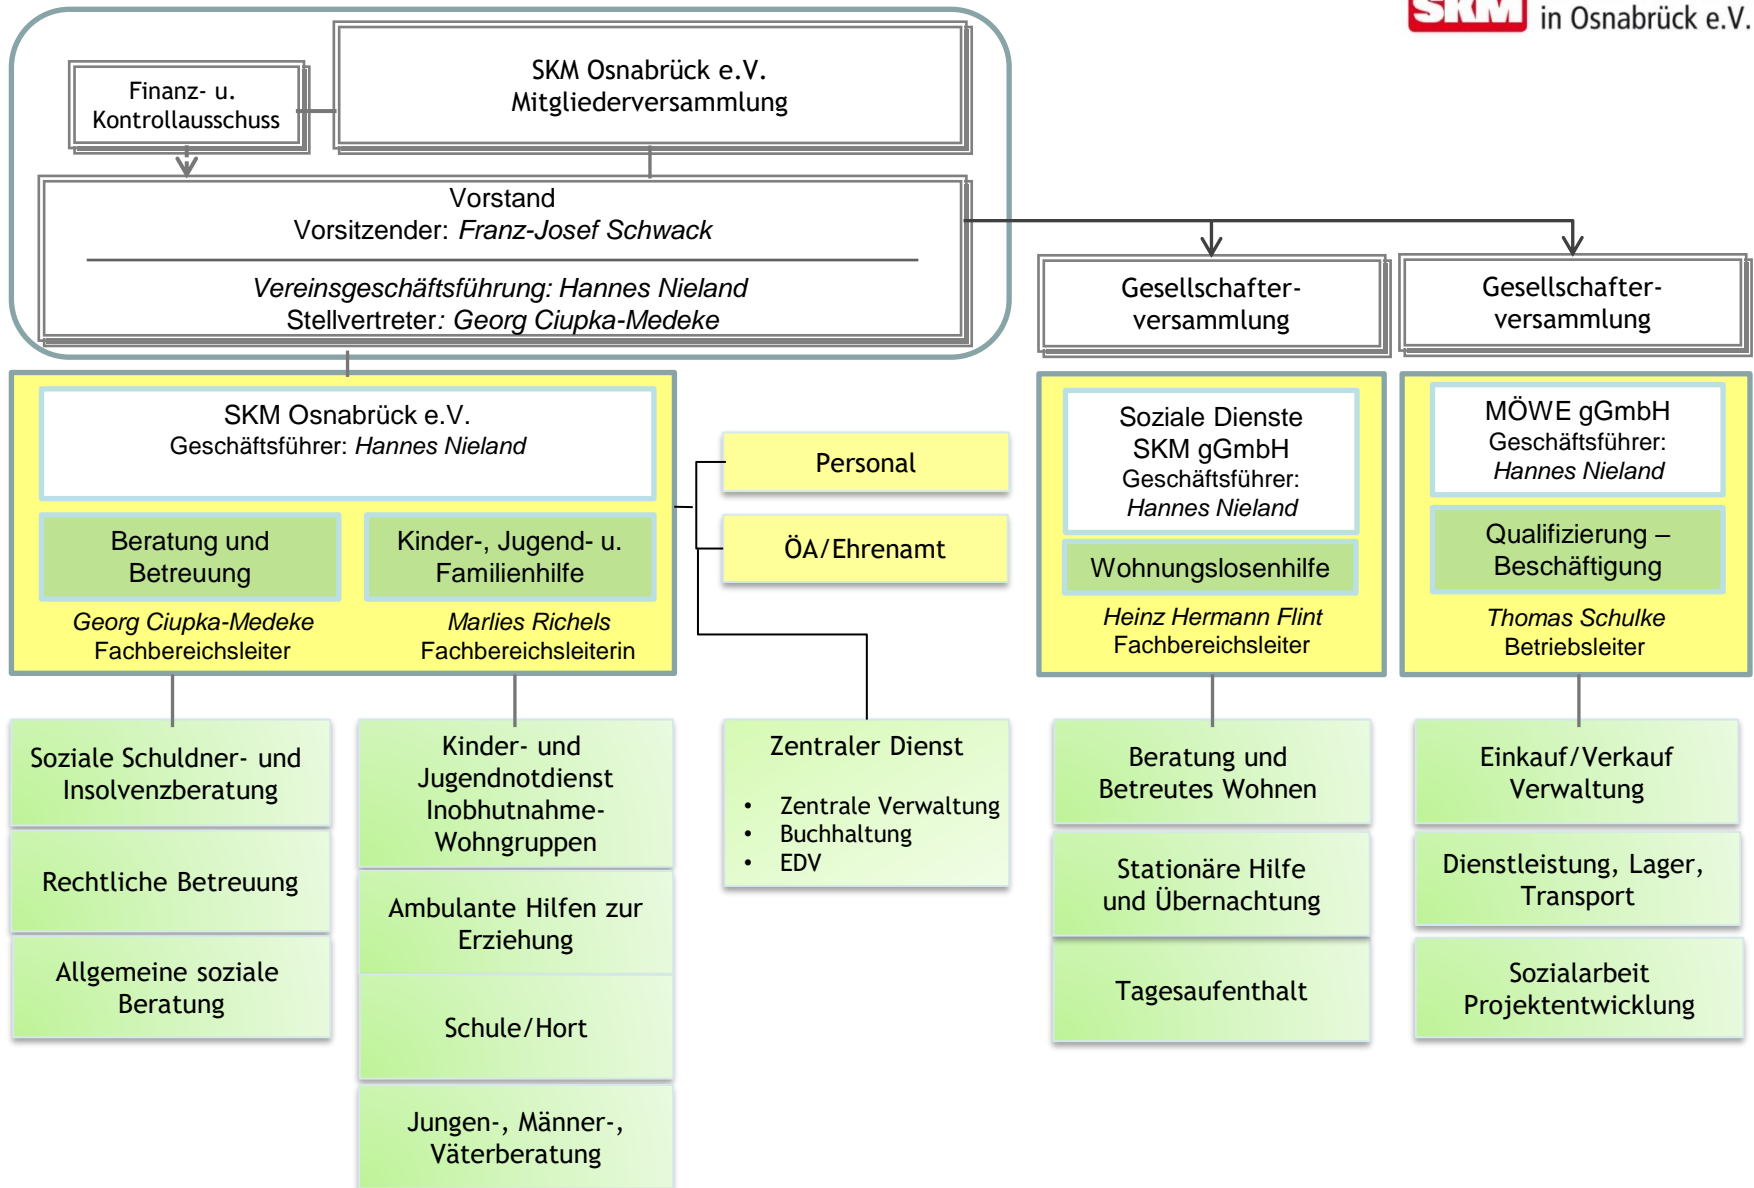 SKM
in Osnabrück e.V.
Finanz- u.
Kontrollausschuss
SKM Osnabrück e.V.
Mitgliederversammlung
Vorstand
Vorsitzender: Franz-Josef Schwack
Vereinsgeschäftsführung: Hannes Nieland
Stellvertreter: Georg Ciupka-Medeke
Gesellschafter-
versammlung
Gesellschafter-
versammlung
SKM Osnabrück e.V.
Geschäftsführer: Hannes Nieland
Beratung und
Betreuung
Kinder-, Jugend- u.
Familienhilfe
Georg Ciupka-Medeke
Fachbereichsleiter
Marlies Richels
Fachbereichsleiterin
Personal
ÖA/Ehrenamt
Soziale Dienste
SKM gGmbH
Geschäftsführer:
Hannes Nieland
Wohnungslosenhilfe
Heinz Hermann Flint
Fachbereichsleiter
MÖWE gGmbH
Geschäftsführer:
Hannes Nieland
Qualifizierung –
Beschäftigung
Thomas Schulke
Betriebsleiter
Soziale Schuldner- und
Insolvenzberatung
Rechtliche Betreuung
Allgemeine soziale
Beratung
Kinder- und
Jugendnotdienst
Inobhutnahme-
Wohngruppen
Ambulante Hilfen zur
Erziehung
Schule/Hort
Jungen-, Männer-,
Väterberatung
Zentraler Dienst
• Zentrale Verwaltung
• Buchhaltung
• EDV
Beratung und
Betreutes Wohnen
Stationäre Hilfe
und Übernachtung
Tagesaufenthalt
Einkauf/Verkauf
Verwaltung
Dienstleistung, Lager,
Transport
Sozialarbeit
Projektentwicklung